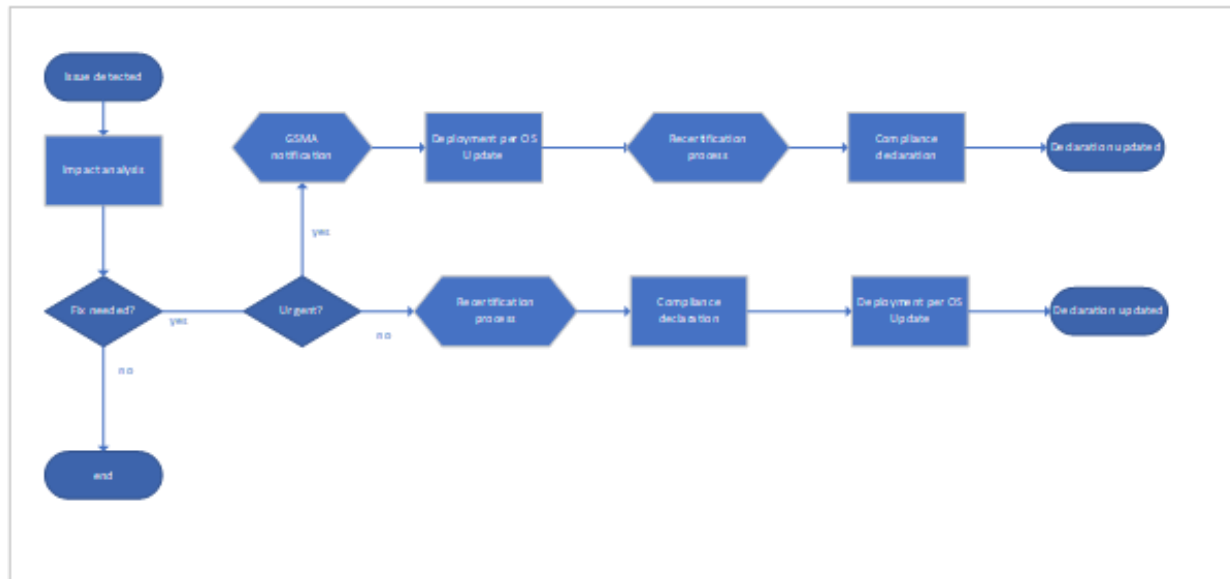 Issue detected
Impact analysis
Fix needed?
yes
no
end
Urgent?
yes
no
GSMA
notification
Deployment per OS
Update
Recertification
process
Compliance
declaration
Declaration updated
Recertification
process
Compliance
declaration
Deployment per OS
Update
Declaration updated